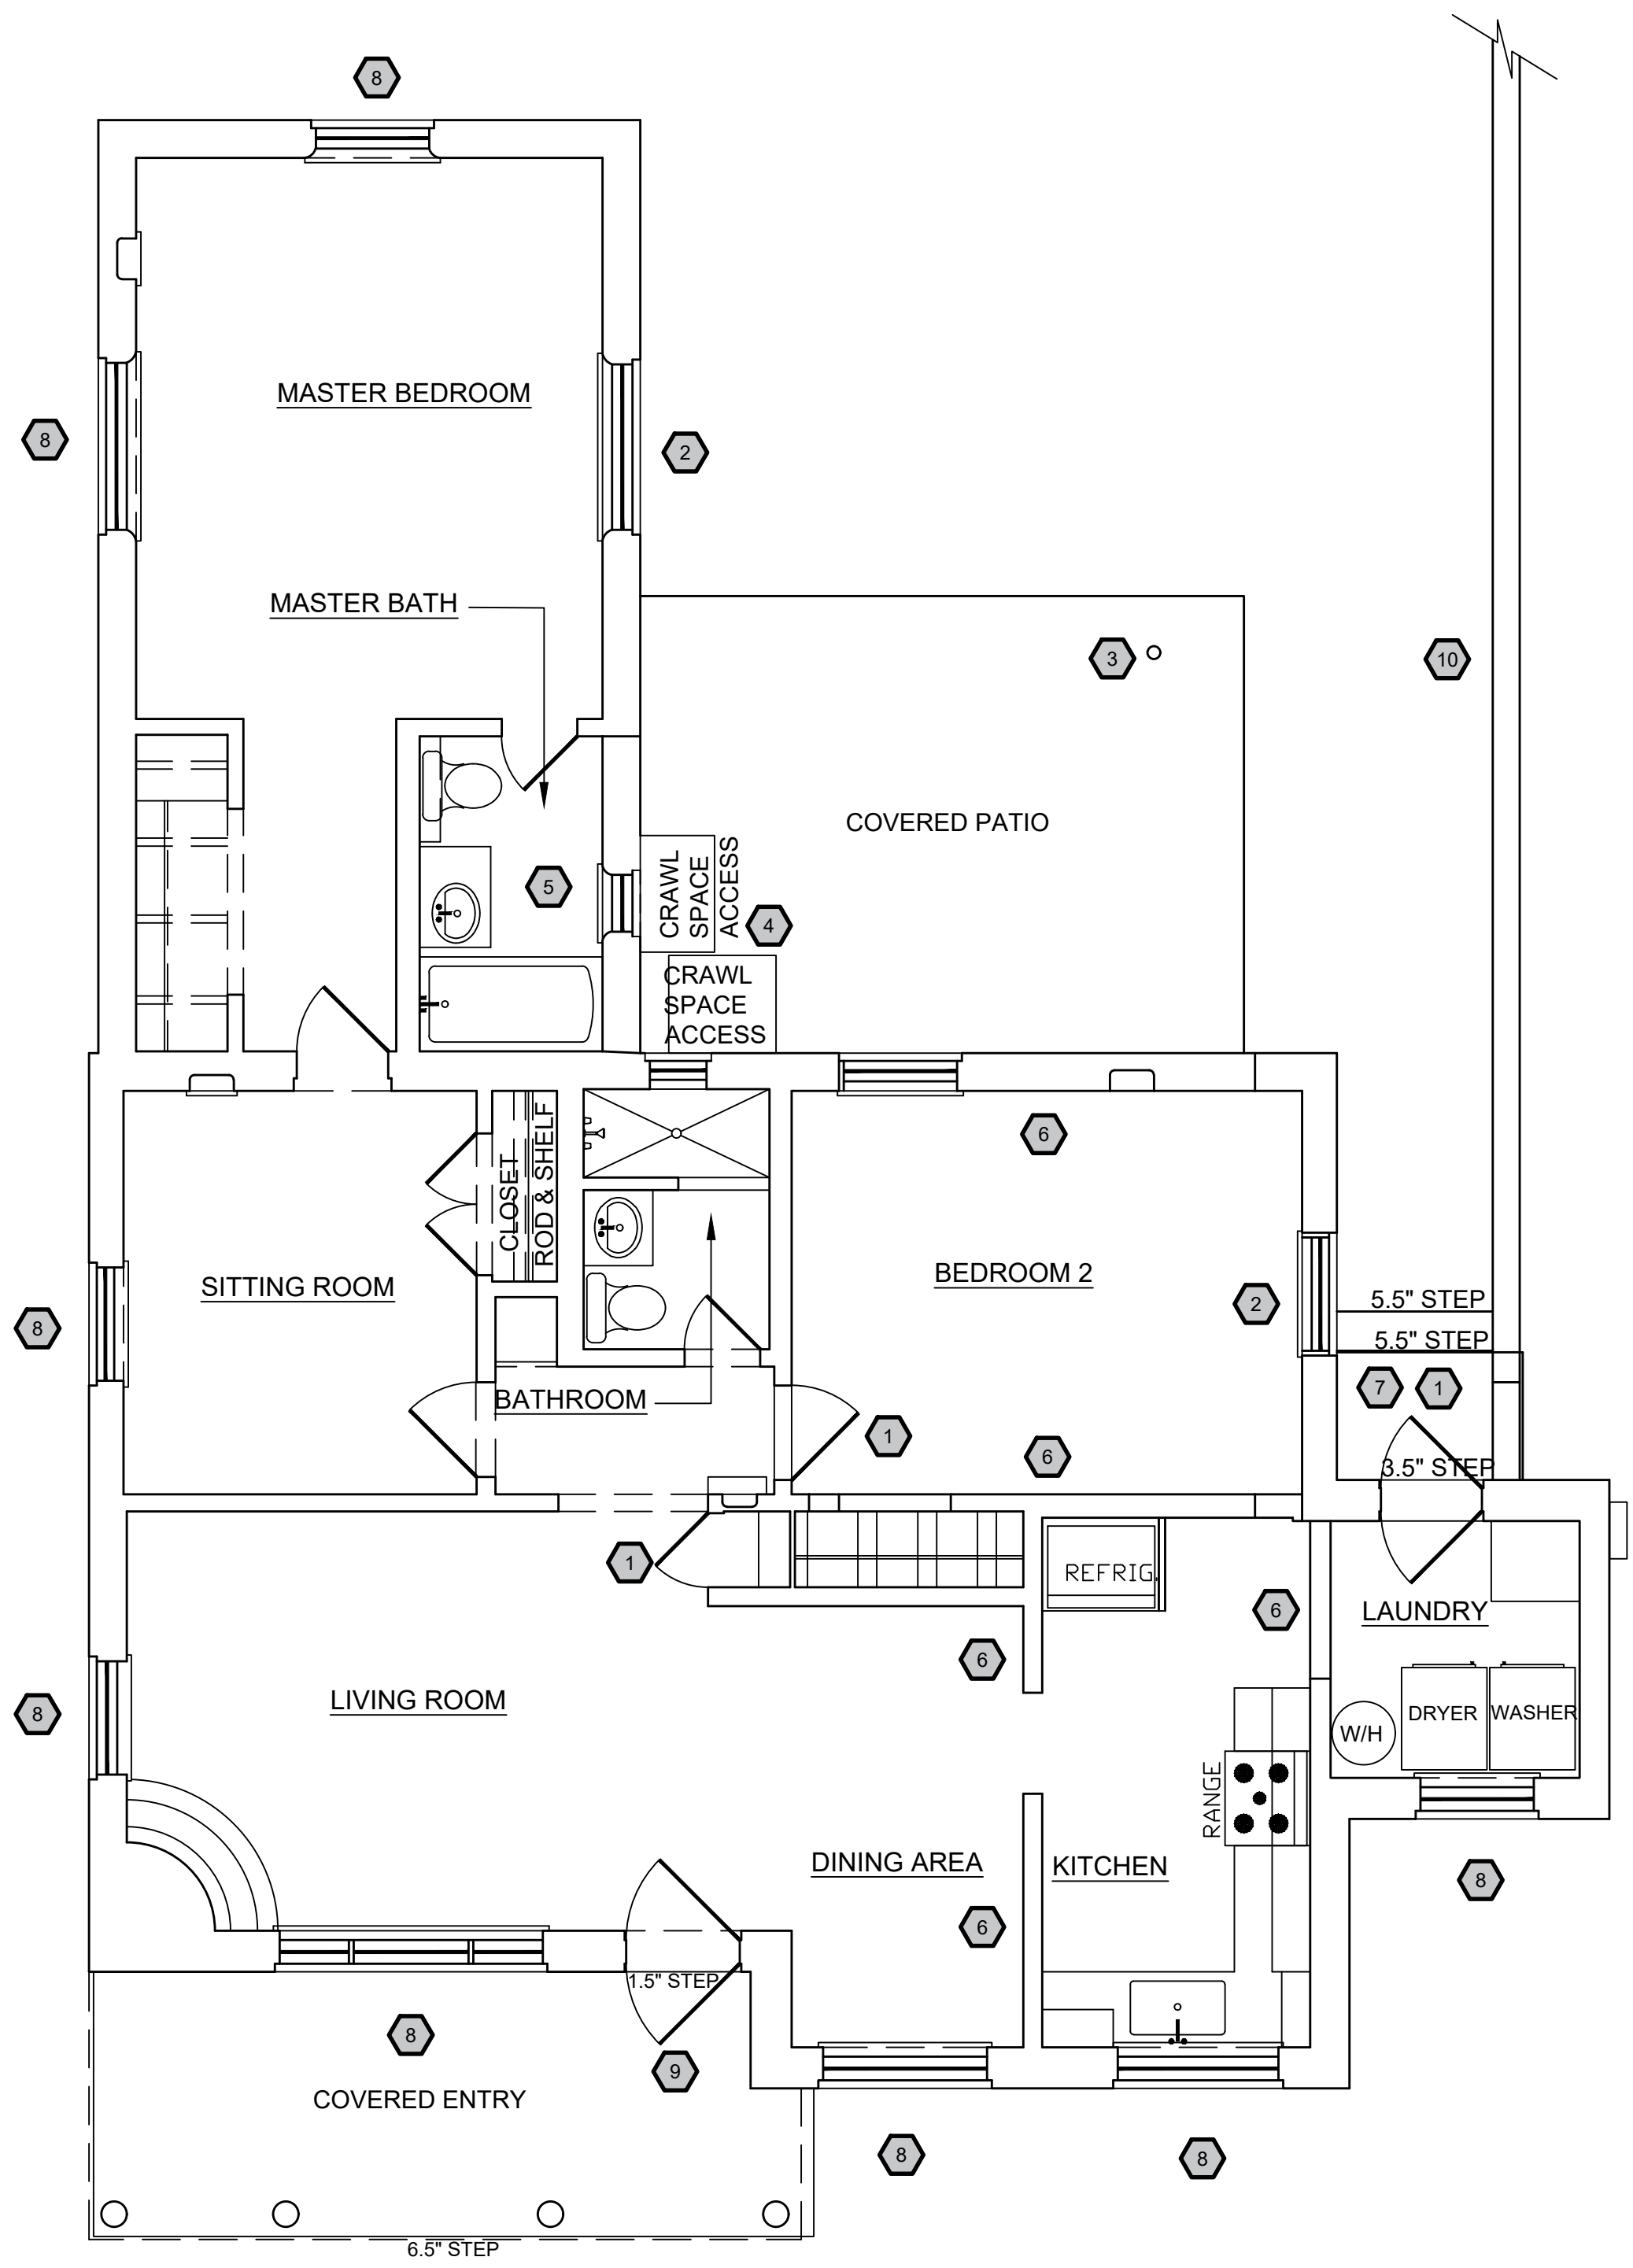 8
MASTER BEDROOM
8
2
MASTER BATH
3
10
COVERED PATIO
5
CRAWL
SPACE
ACCESS
4
CRAWL
SPACE
ACCESS
6
CLOSET
ROD & SHELF
SITTING ROOM
BEDROOM 2
8
2
5.5" STEP
5.5" STEP
7
1
BATHROOM
1
6
3.5" STEP
1
REFRIG.
6
LAUNDRY
6
LIVING ROOM
8
DRYER
WASHER
W/H
RANGE
DINING AREA
KITCHEN
8
6
1.5" STEP
8
9
COVERED ENTRY
8
8
6.5" STEP